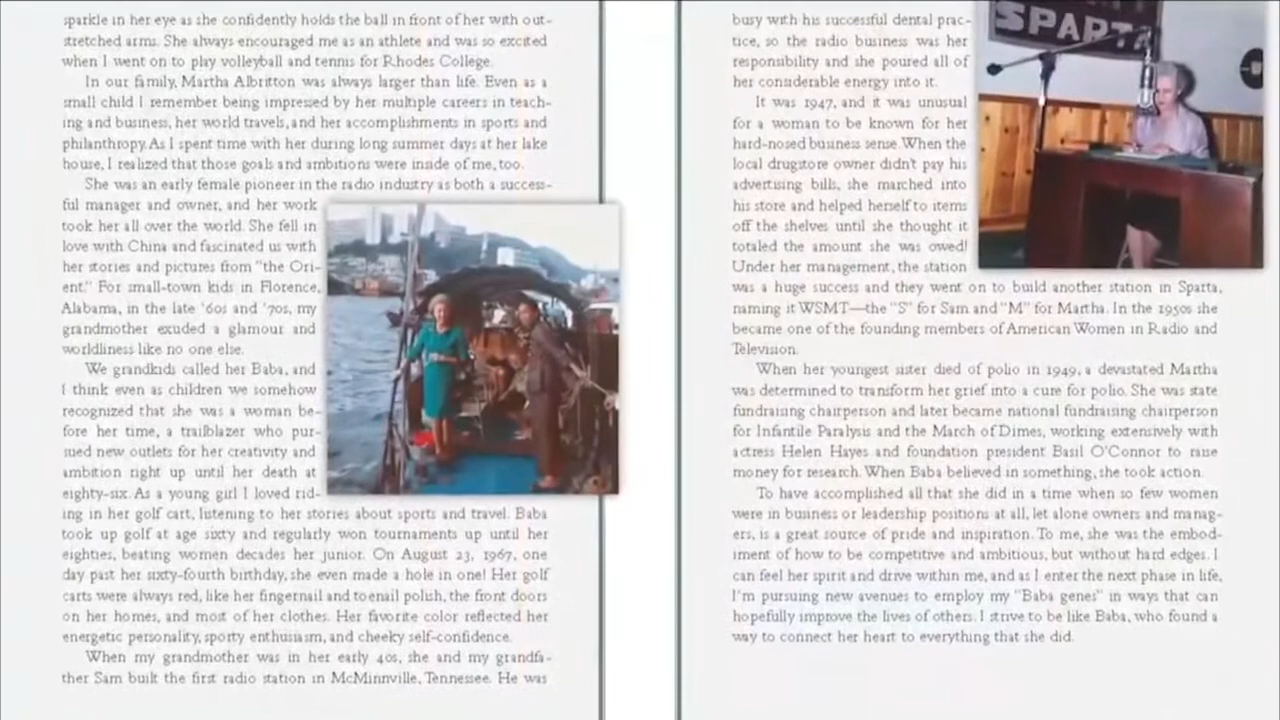 sparkle in her eye as she confidently holds the ball in front of her with out-
stretched arms. She always encouraged me as an athlete and was so excited
when I went on to play volleyball and tennis for Rhodes College.
In our family, Martha Albritton was always larger than life. Even as a
small child I remember being impressed by her multiple careers in teach-
ing and business, her world travels, and her accomplishments in sports and
philanthropy. As I spent time with her during long summer days at her lake
house, I realized that those goals and ambitions were inside of me, too.
She was an early female pioneer in the radio industry as both a success-
ful manager and owner, and her work
took her all over the world. She fell in
love with China and fascinated us with
her stories and pictures from "the Ori-
ent." For small-town kids in Florence,
Alabama, in the late '60s and '70s, my
grandmother exuded a glamour and
worldliness like no one else.
We grandkids called her Baba, and
I think even as children we somehow
recognized that she was a woman be-
fore her time, a trailblazer who pur-
sued new outlets for her creativity and
ambition right up until her death at
eighty-six. As a young girl I loved rid-
ing in her golf cart, listening to her stories about sports and travel. Baba
took up golf at age sixty and regularly won tournaments up until her
eighties, beating women decades her junior. On August 23, 1967, one
day past her sixty-fourth birthday, she even made a hole in one! Her golf
carts were always red, like her fingernail and toenail polish, the front doors
on her homes, and most of her clothes. Her favorite color reflected her
energetic personality, sporty enthusiasm, and cheeky self-confidence.
When my grandmother was in her early 40s, she and my grandfa-
ther Sam built the first radio station in McMinnville, Tennessee. He was
busy with his successful dental prac-
tice, so the radio business was her
responsibility and she poured all of
her considerable energy into it.
It was 1947, and it was unusual
for a woman to be known for her
hard-nosed business sense. When the
local drugstore owner didn't pay his
advertising bills, she marched into
his store and helped herself to items
off the shelves until she thought it
totaled the amount she was owed!
Under her management, the station
was a huge success and they went on to build another station in Sparta,
naming it WSMT—the "S" for Sam and "M" for Martha. In the 1950s she
became one of the founding members of American Women in Radio and
Television.
When her youngest sister died of polio in 1949, a devastated Martha
was determined to transform her grief into a cure for polio. She was state
fundraising chairperson and later became national fundraising chairperson
for Infantile Paralysis and the March of Dimes, working extensively with
actress Helen Hayes and foundation president Basil O'Connor to raise
money for research. When Baba believed in something, she took action.
To have accomplished all that she did in a time when so few women
were in business or leadership positions at all, let alone owners and manag-
ers, is a great source of pride and inspiration. To me, she was the embod-
iment of how to be competitive and ambitious, but without hard edges. I
can feel her spirit and drive within me, and as I enter the next phase in life,
I'm pursuing new avenues to employ my "Baba genes" in ways that can
hopefully improve the lives of others. I strive to be like Baba, who found a
way to connect her heart to everything that she did.
SPARTA